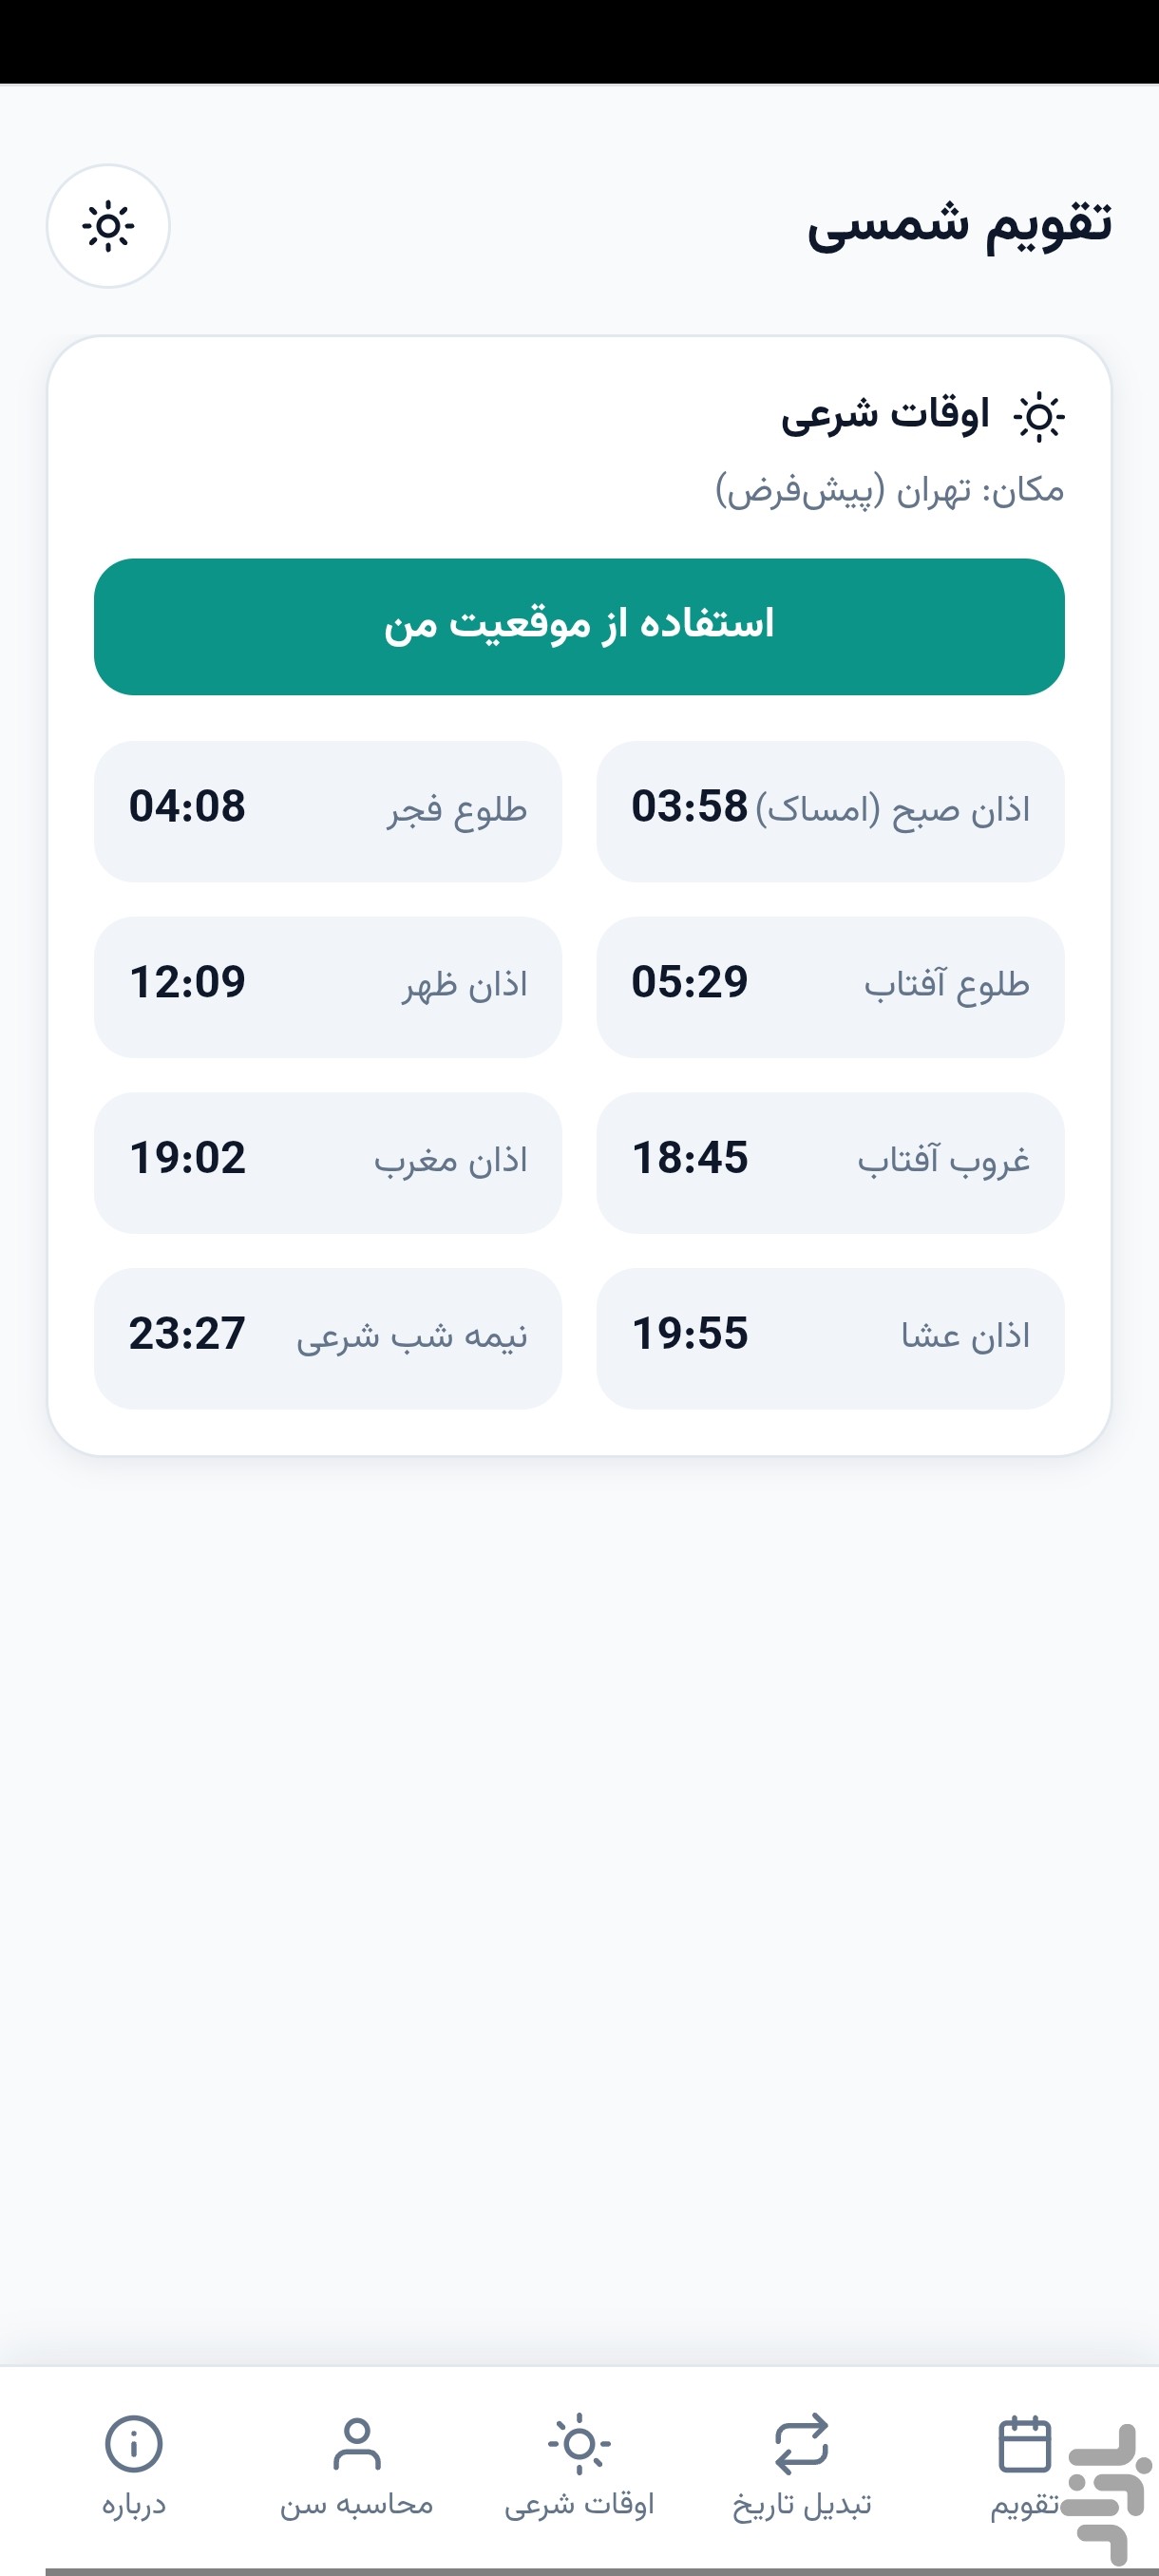 تقویم شمسی
اوقات شرعی
مکان: تهران (پیش‌فرض)
استفاده از موقعیت من
اذان صبح (امساک) 03:58
طلوع فجر 04:08
طلوع آفتاب 05:29
اذان ظهر 12:09
غروب آفتاب 18:45
اذان مغرب 19:02
اذان عشا 19:55
نیمه شب شرعی 23:27
تقویم
تبدیل تاریخ
اوقات شرعی
محاسبه سن
درباره